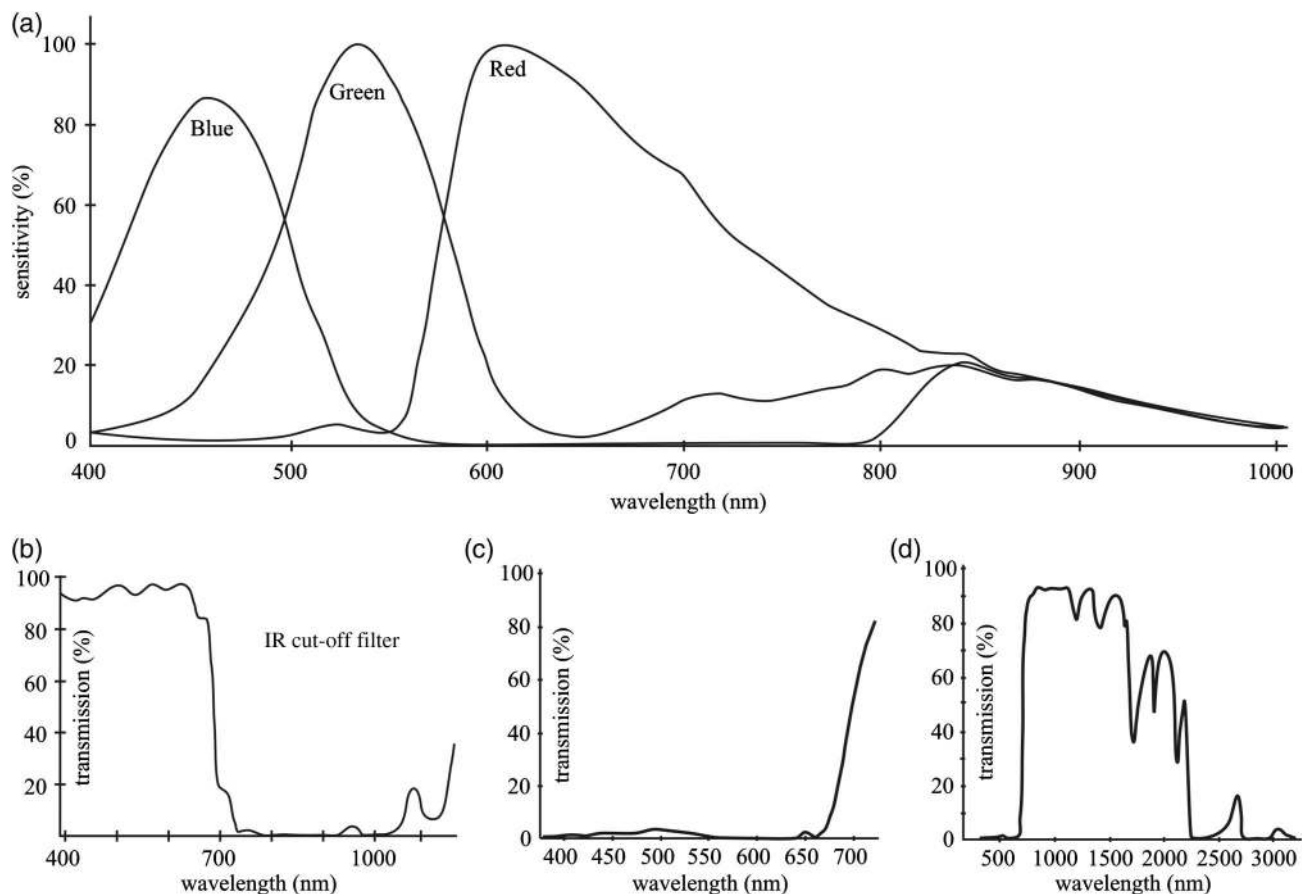 (a)
100
80
60
40
20
0
sensitivity (%)
Blue
Green
Red
400 500 600 700 800 900 1000
wavelength (nm)
(b)
100
80
60
40
20
transmission (%)
IR cut-off filter
400 700 1000
wavelength (nm)
(c)
100
80
60
40
20
0
transmission (%)
400 450 500 550 600 650 700
wavelength (nm)
(d)
100
80
60
40
20
0
transmission (%)
500 1000 1500 2000 2500 3000
wavelength (nm)